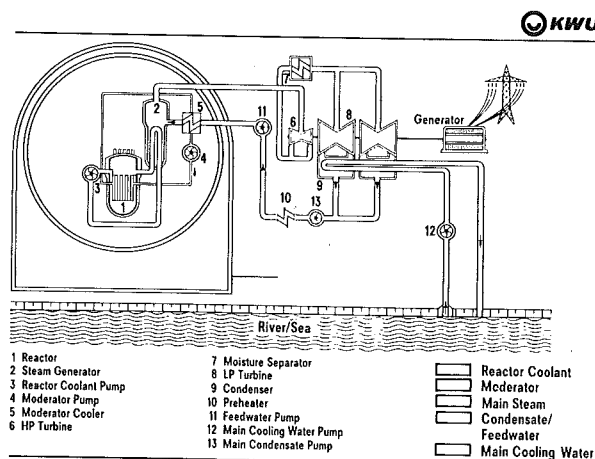 KWU
2
5
11
6
8
Generator
4
3
1
9
10
13
12
River/Sea
1 Reactor
2 Steam Generator
3 Reactor Coolant Pump
4 Moderator Pump
5 Moderator Cooler
6 HP Turbine
7 Moisture Separator
8 LP Turbine
9 Condenser
10 Preheater
11 Feedwater Pump
12 Main Cooling Water Pump
13 Main Condensate Pump
Reactor Coolant
Moderator
Main Steam
Condensate/
Feedwater
Main Cooling Water